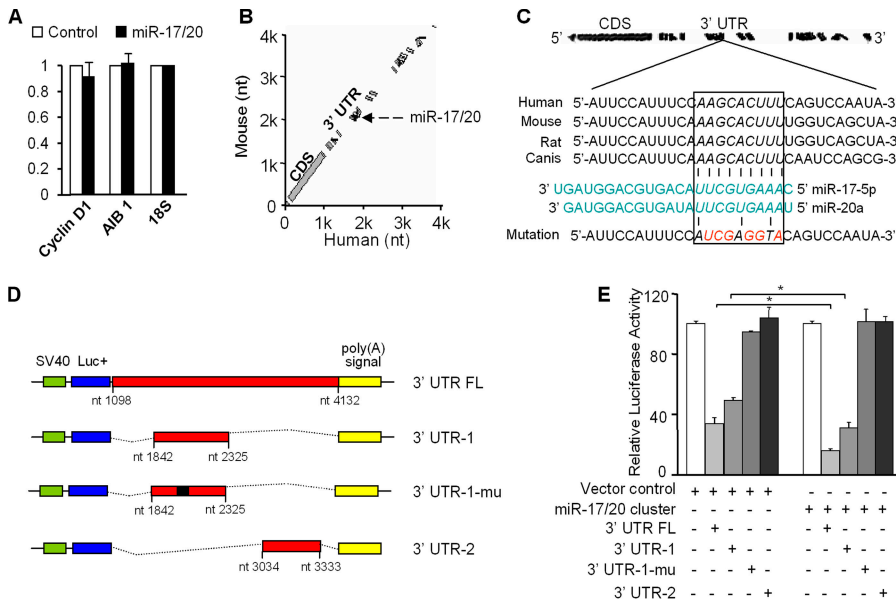 A
Control miR-17/20
1
0.8
0.6
0.4
0.2
0
Cyclin D1
AIB 1
18S
B
4k
3k
2k
1k
0
Mouse (nt)
CDS
3' UTR
miR-17/20
0 1k 2k 3k 4k
Human (nt)
C
CDS 3' UTR
5' 3'
Human 5'-AUUCCAUUUCCAAGCACUUUCAGUCCAAUA-3'
Mouse 5'-AUUCCAUUUCCAAGCACUUUUGGUCAGCUA-3'
Rat 5'-AUUCCAUUUCCAAGCACUUUUGGUCAGCUA-3'
Canis 5'-AUUCCAUUUCCAAGCACUUUCAAUCCAGCG-3'
3' UGAUGGACGUGACAUUCGUGAAAC 5' miR-17-5p
3' GAUGGACGUGAUAUUCGUGAAAU 5' miR-20a
Mutation 5'-AUUCCAUUUCCAUCGAGGTACAGUCCAAUA-3'
D
SV40 Luc+ poly(A)
signal
nt 1098 nt 4132
3' UTR FL
nt 1842 nt 2325
3' UTR-1
nt 1842 nt 2325
3' UTR-1-mu
nt 3034 nt 3333
3' UTR-2
E
Relative Luciferase Activity
120
80
40
0
*
*
Vector control + + + + + - - - - -
miR-17/20 cluster - - - - - + + + + +
3' UTR FL - + - - - - + - - -
3' UTR-1 - - + - - - - + - -
3' UTR-1-mu - - - + - - - - + -
3' UTR-2 - - - - + - - - - +